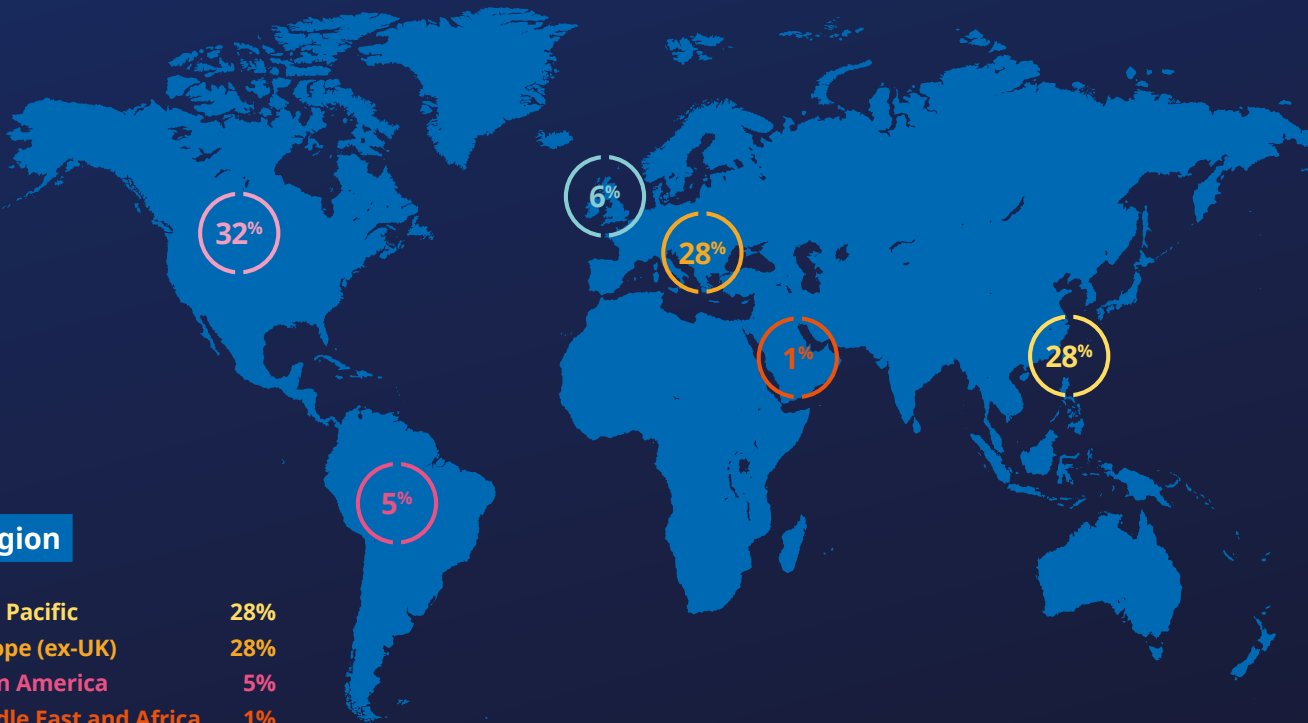 6%
32%
28%
1%
28%
5%
gion
Pacific 28%
ope (ex-UK) 28%
n America 5%
dle East and Africa 1%